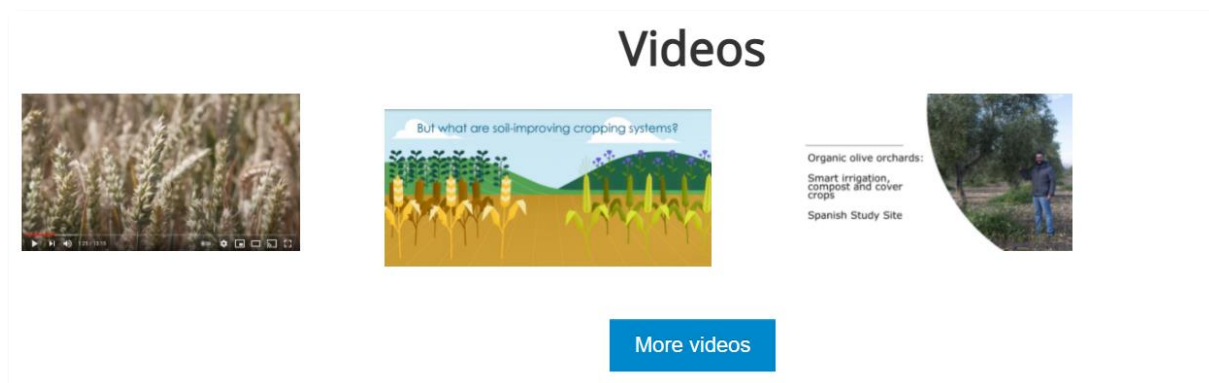 Videos
But what are soil-improving cropping systems?
Organic olive orchards:
Smart irrigation,
compost and cover
crops
Spanish Study Site
More videos